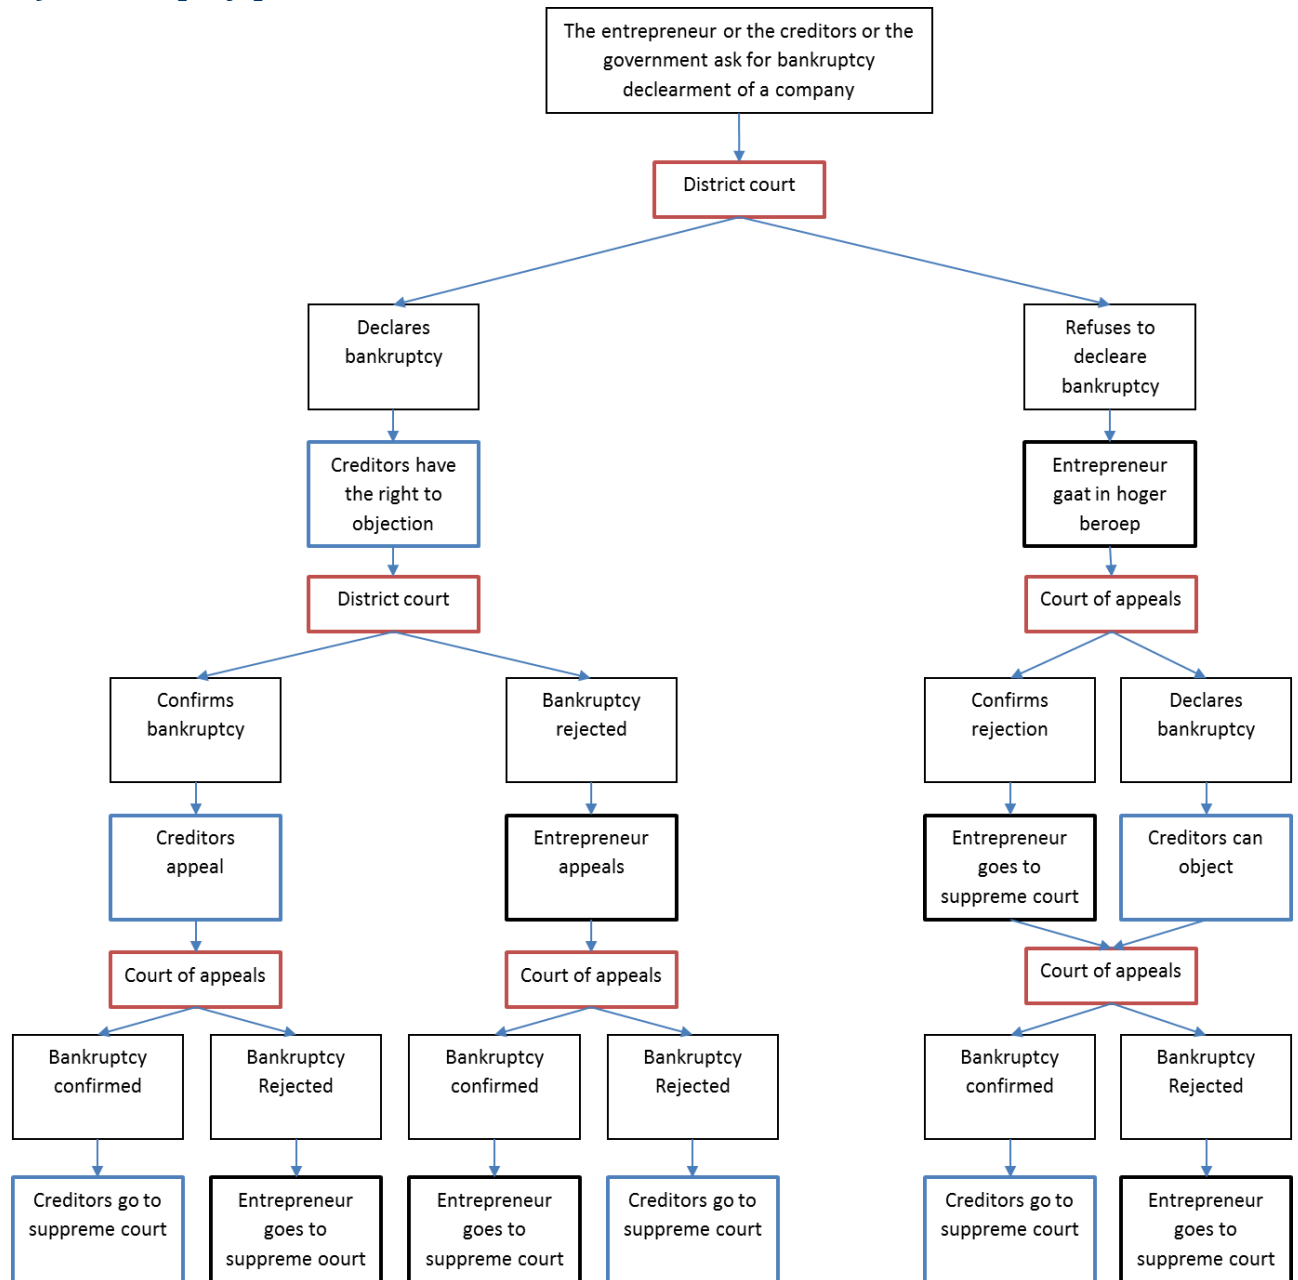 The entrepreneur or the creditors or the
government ask for bankruptcy
declearment of a company
District court
Declares
bankruptcy
Refuses to
decleare
bankruptcy
Creditors have
the right to
objection
Entrepreneur
gaat in hoger
beroep
District court
Court of appeals
Confirms
bankruptcy
Bankruptcy
rejected
Confirms
rejection
Declares
bankruptcy
Creditors
appeal
Entrepreneur
appeals
Entrepreneur
goes to
suppreme court
Creditors can
object
Court of appeals
Court of appeals
Court of appeals
Bankruptcy
confirmed
Bankruptcy
Rejected
Bankruptcy
confirmed
Bankruptcy
Rejected
Bankruptcy
confirmed
Bankruptcy
Rejected
Creditors go to
suppreme court
Entrepreneur
goes to
suppreme oourt
Entrepreneur
goes to
suppreme court
Creditors go to
suppreme court
Creditors go to
suppreme court
Entrepreneur
goes to
suppreme court